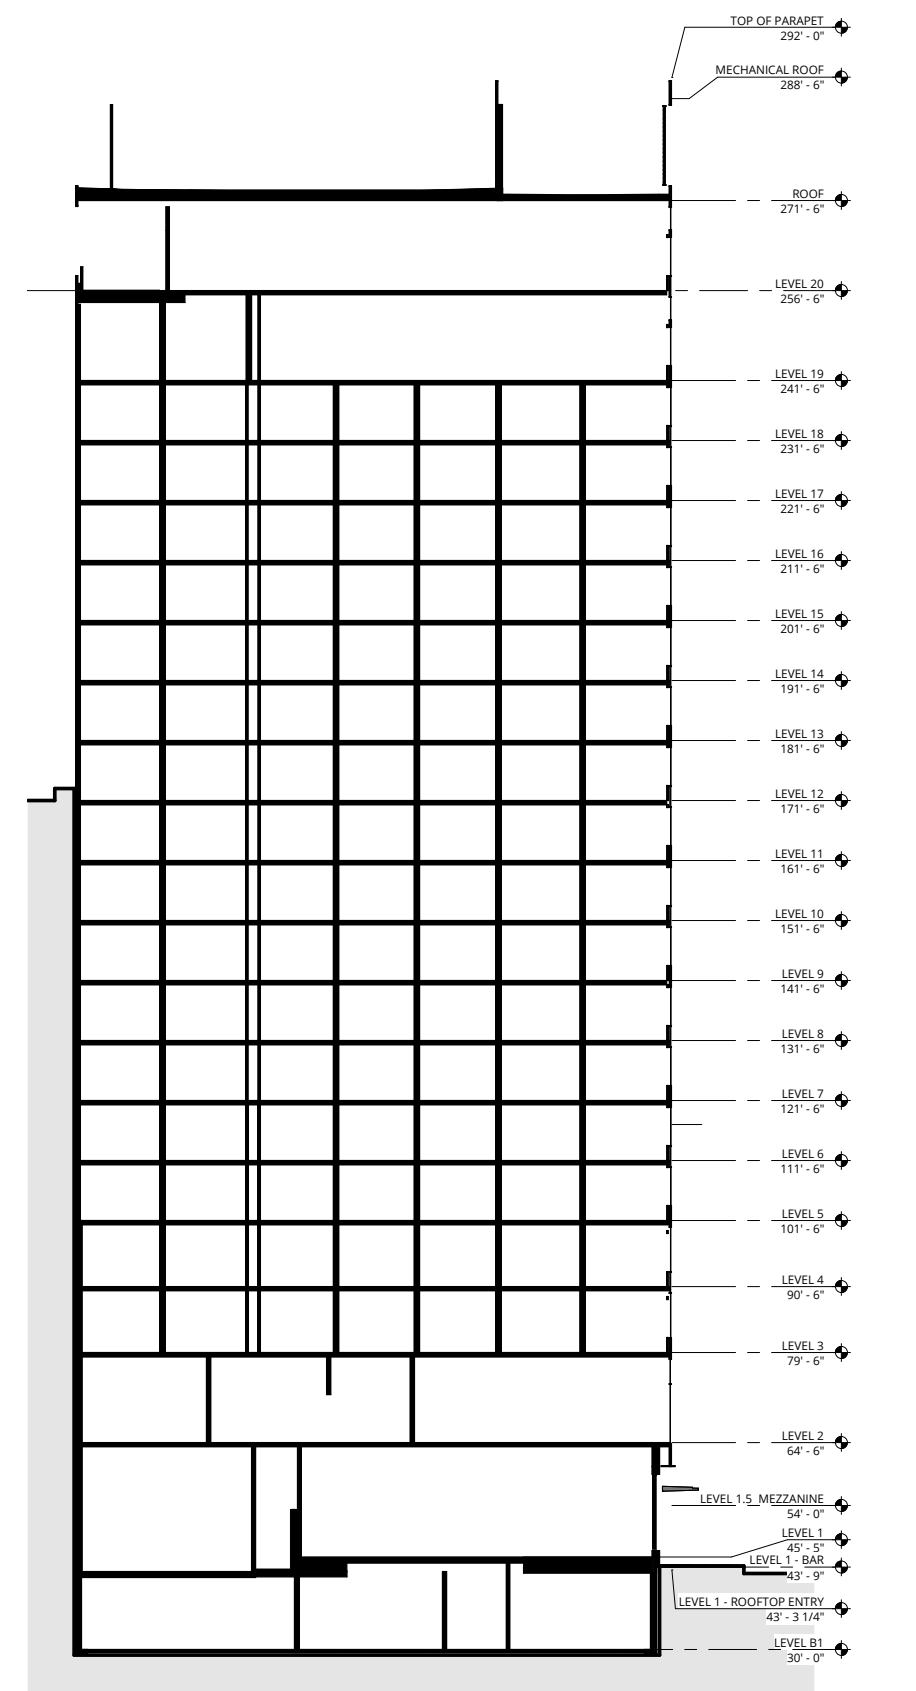 TOP OF PARAPET
292' - 0"
MECHANICAL ROOF
288' - 6"
ROOF
271' - 6"
LEVEL 20
256' - 6"
LEVEL 19
241' - 6"
LEVEL 18
231' - 6"
LEVEL 17
221' - 6"
LEVEL 16
211' - 6"
LEVEL 15
201' - 6"
LEVEL 14
191' - 6"
LEVEL 13
181' - 6"
LEVEL 12
171' - 6"
LEVEL 11
161' - 6"
LEVEL 10
151' - 6"
LEVEL 9
141' - 6"
LEVEL 8
131' - 6"
LEVEL 7
121' - 6"
LEVEL 6
111' - 6"
LEVEL 5
101' - 6"
LEVEL 4
90' - 6"
LEVEL 3
79' - 6"
LEVEL 2
64' - 6"
LEVEL 1.5 MEZZANINE
54' - 0"
LEVEL 1
45' - 5"
LEVEL 1 - BAR
43' - 9"
LEVEL 1 - ROOFTOP ENTRY
43' - 3 1/4"
LEVEL B1
30' - 0"